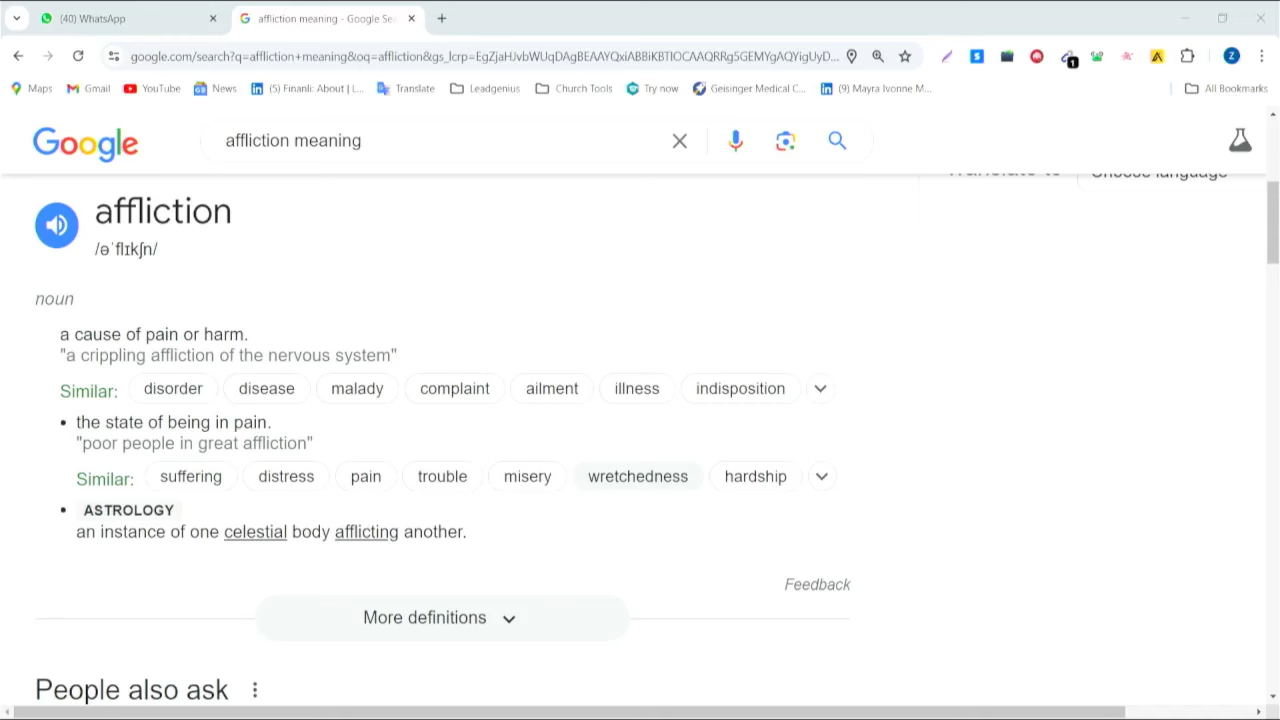 (40) WhatsApp
affliction meaning - Google Se
google.com/search?q=affliction+meaning&oq=affliction&gs_lcrp=EgZjaHJvbWUqDAgBEAAYQxiABBiKBTIOCAAQRRg5GEMYgAQYigUyD...
1
Z
Maps Gmail YouTube News (5) Finanli: About | L... Translate Leadgenius Church Tools Try now Geisinger Medical C... (9) Mayra Ivonne M... All Bookmarks
Google affliction meaning
Translate to Choose language
affliction
/əˈflɪkʃn/
noun
a cause of pain or harm.
"a crippling affliction of the nervous system"
Similar: disorder disease malady complaint ailment illness indisposition
• the state of being in pain.
"poor people in great affliction"
Similar: suffering distress pain trouble misery wretchedness hardship
• ASTROLOGY
an instance of one celestial body afflicting another.
Feedback
More definitions
People also ask